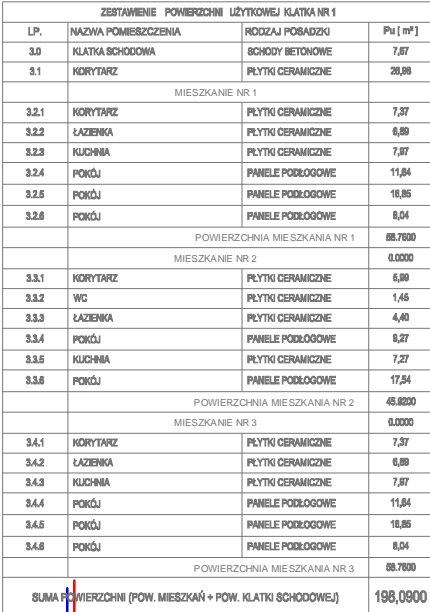 ZESTAWIENIE POWIERZCHNI UŻYTKOWEJ KLATKA NR 1
LP. NAZWA POMIESZCZENIA RODZAJ POSADZKI Pu [ m² ]
3.0 KLATKA SCHODOWA SCHODY BETONOWE 7,67
3.1 KORYTARZ PŁYTKI CERAMICZNE 26,98
MIESZKANIE NR 1
3.2.1 KORYTARZ PŁYTKI CERAMICZNE 7,37
3.2.2 ŁAZIENKA PŁYTKI CERAMICZNE 6,89
3.2.3 KUCHNIA PŁYTKI CERAMICZNE 7,97
3.2.4 POKÓJ PANELE PODŁOGOWE 11,64
3.2.5 POKÓJ PANELE PODŁOGOWE 16,85
3.2.6 POKÓJ PANELE PODŁOGOWE 8,04
POWIERZCHNIA MIESZKANIA NR 1 58.7600
MIESZKANIE NR 2 0.0000
3.3.1 KORYTARZ PŁYTKI CERAMICZNE 5,99
3.3.2 WC PŁYTKI CERAMICZNE 1,45
3.3.3 ŁAZIENKA PŁYTKI CERAMICZNE 4,40
3.3.4 POKÓJ PANELE PODŁOGOWE 9,27
3.3.5 KUCHNIA PŁYTKI CERAMICZNE 7,27
3.3.6 POKÓJ PANELE PODŁOGOWE 17,54
POWIERZCHNIA MIESZKANIA NR 2 45.9200
MIESZKANIE NR 3 0.0000
3.4.1 KORYTARZ PŁYTKI CERAMICZNE 7,37
3.4.2 ŁAZIENKA PŁYTKI CERAMICZNE 6,89
3.4.3 KUCHNIA PŁYTKI CERAMICZNE 7,97
3.4.4 POKÓJ PANELE PODŁOGOWE 11,64
3.4.5 POKÓJ PANELE PODŁOGOWE 16,85
3.4.6 POKÓJ PANELE PODŁOGOWE 8,04
POWIERZCHNIA MIESZKANIA NR 3 58.7600
SUMA POWIERZCHNI (POW. MIESZKAŃ + POW. KLATKI SCHODOWEJ) 198,0900